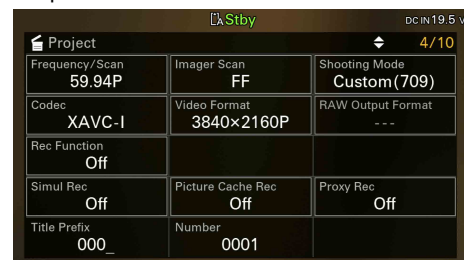 Stby
DC IN 19.5 V
Project 4/10
Frequency/Scan Imager Scan Shooting Mode
59.94P FF Custom(709)
Codec Video Format RAW Output Format
XAVC-I 3840×2160P ---
Rec Function
Off
Simul Rec Picture Cache Rec Proxy Rec
Off Off Off
Title Prefix Number
000_ 0001